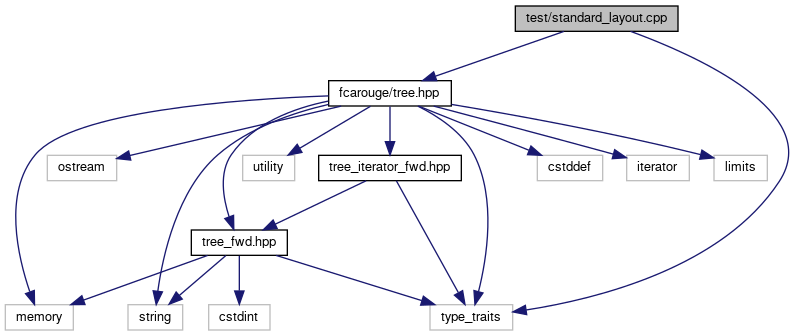 test/standard_layout.cpp
fcarouge/tree.hpp
ostream
utility
tree_iterator_fwd.hpp
cstddef
iterator
limits
tree_fwd.hpp
memory
string
cstdint
type_traits